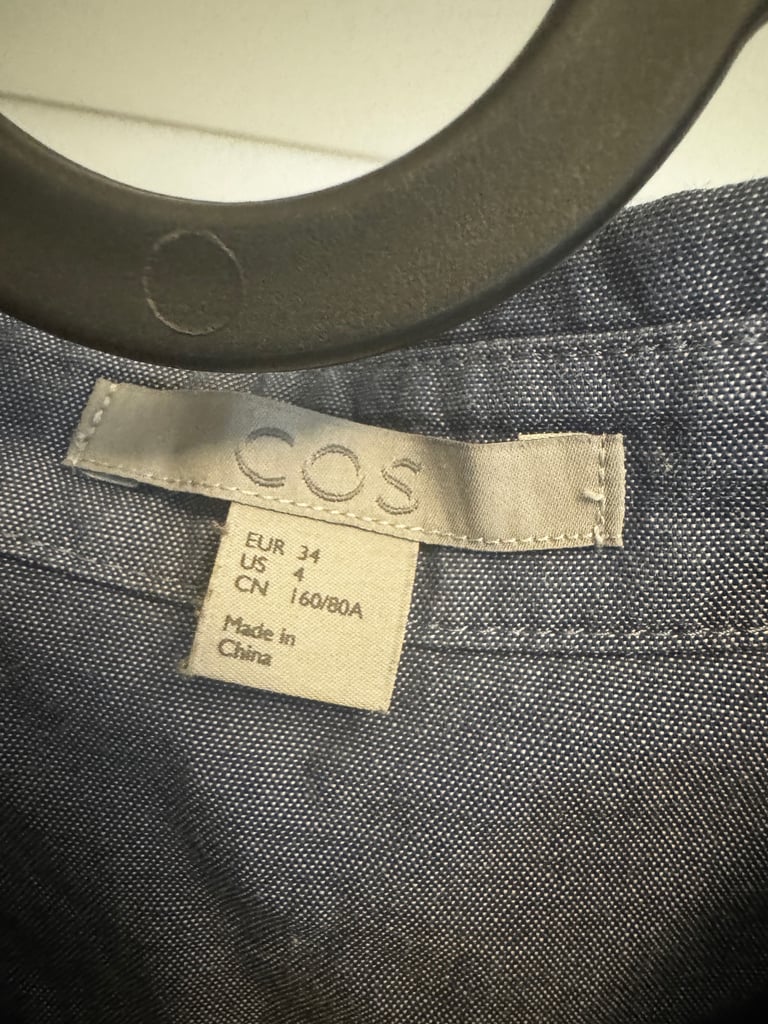 COS
EUR 34
US 4
CN 160/80A
Made in
China